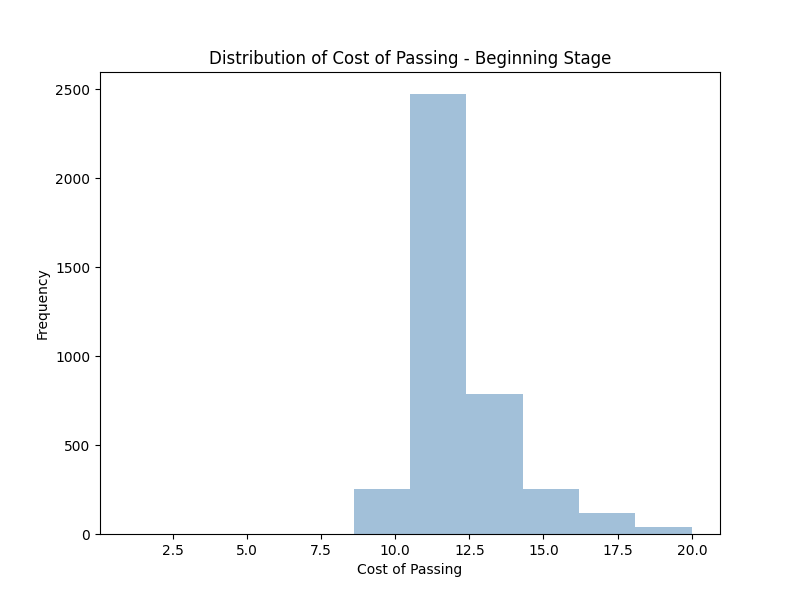 Distribution of Cost of Passing - Beginning Stage
2500
2000
1500
1000
500
0
Frequency
2.5 5.0 7.5 10.0 12.5 15.0 17.5 20.0
Cost of Passing